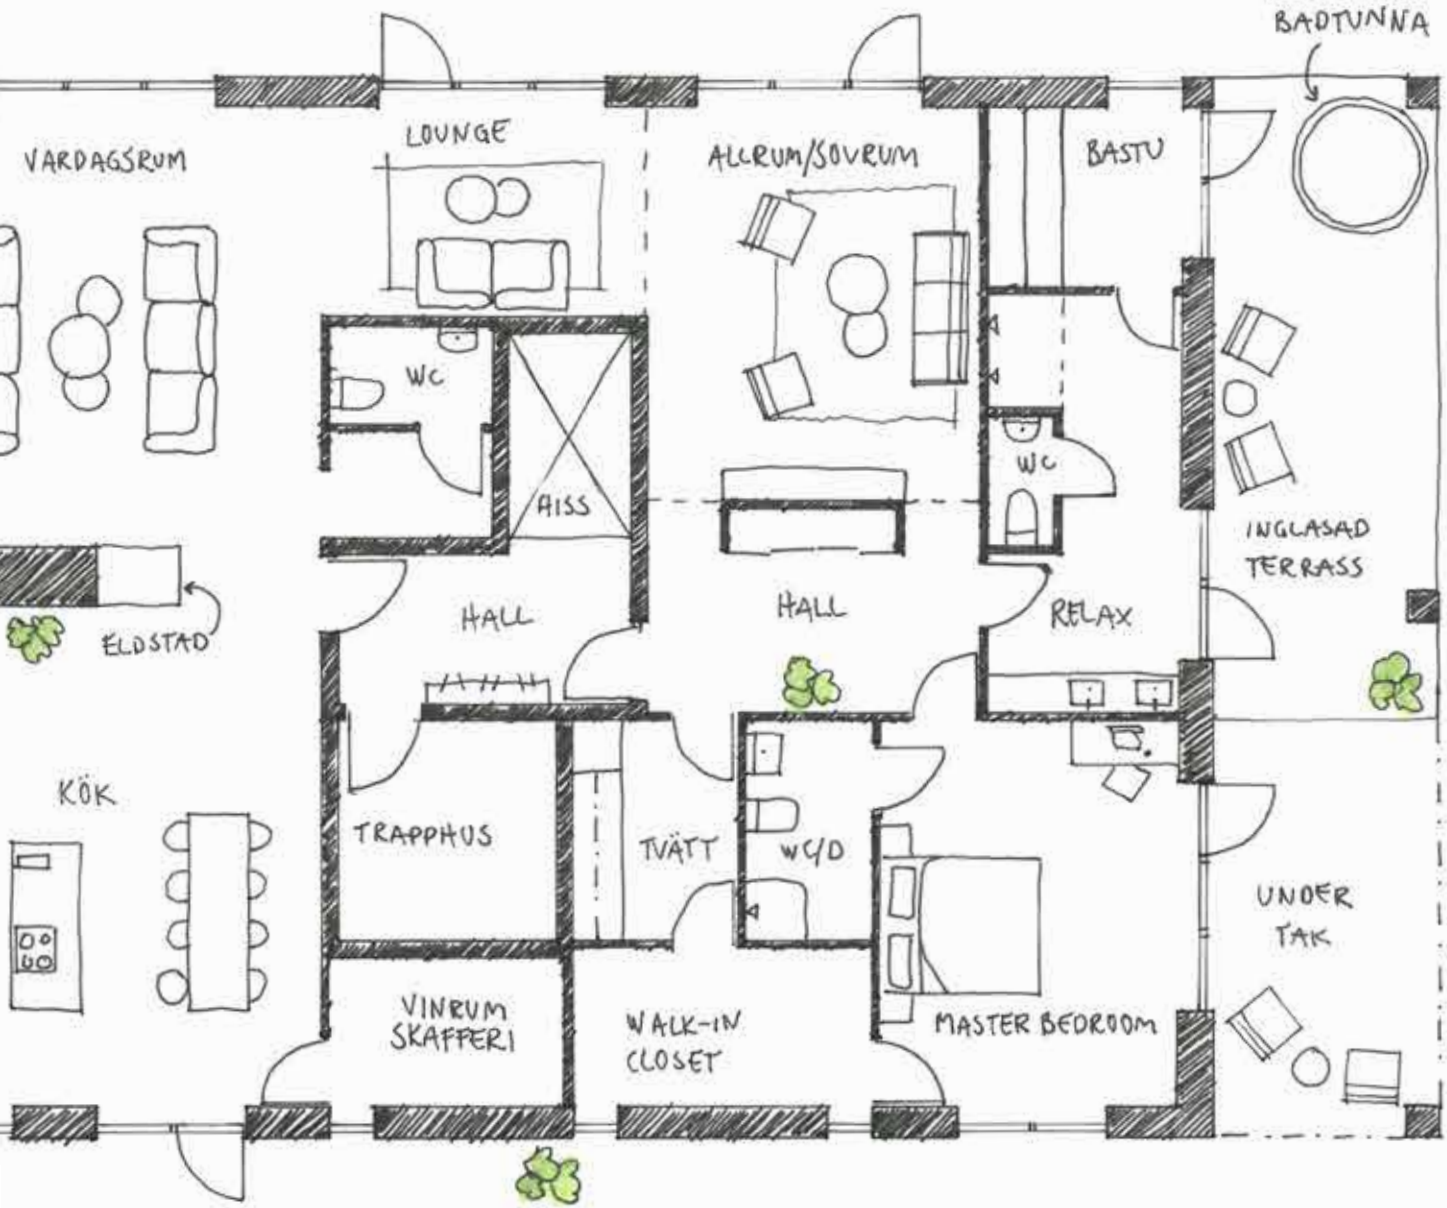 BADTUNNA
VARDAGSRUM
LOUNGE
ALLRUM/SOVRUM
BASTU
WC
HISS
WC
INGLASAD
TERRASS
ELDSTAD
HALL
HALL
RELAX
KÖK
TRAPPHUS
TVÄTT
WC/D
UNDER
TAK
VINRUM
SKAFFERI
WALK-IN
CLOSET
MASTER BEDROOM